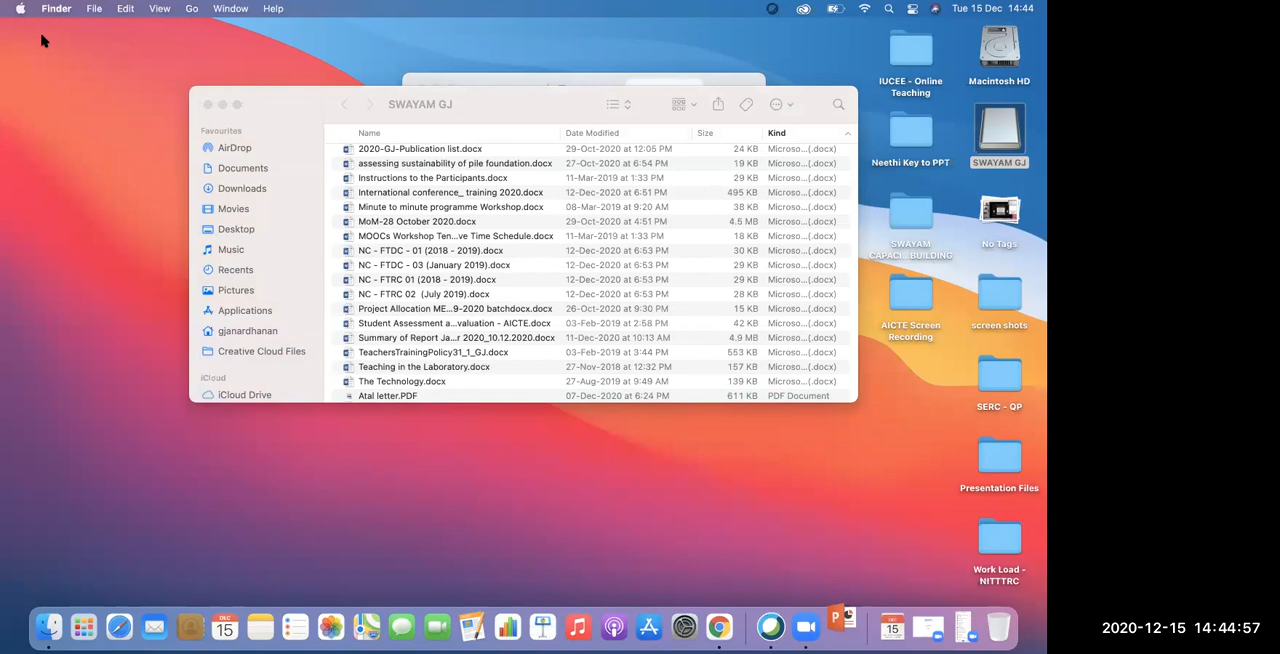 Finder File Edit View Go Window Help Tue 15 Dec 14:44
SWAYAM GJ
Favourites
AirDrop
Documents
Downloads
Movies
Desktop
Music
Recents
Pictures
Applications
gjanardhanan
Creative Cloud Files
iCloud
iCloud Drive
Name Date Modified Size Kind
2020-GJ-Publication list.docx 29-Oct-2020 at 12:05 PM 24 KB Microso...(.docx)
assessing sustainability of pile foundation.docx 27-Oct-2020 at 6:54 PM 19 KB Microso...(.docx)
Instructions to the Participants.docx 11-Mar-2019 at 1:33 PM 29 KB Microso...(.docx)
International conference_ training 2020.docx 12-Dec-2020 at 6:51 PM 495 KB Microso...(.docx)
Minute to minute programme Workshop.docx 08-Mar-2019 at 9:20 AM 38 KB Microso...(.docx)
MoM-28 October 2020.docx 29-Oct-2020 at 4:51 PM 4.5 MB Microso...(.docx)
MOOCs Workshop Ten...ve Time Schedule.docx 11-Mar-2019 at 1:33 PM 18 KB Microso...(.docx)
NC - FTDC - 01 (2018 - 2019).docx 12-Dec-2020 at 6:53 PM 30 KB Microso...(.docx)
NC - FTDC - 03 (January 2019).docx 12-Dec-2020 at 6:53 PM 29 KB Microso...(.docx)
NC - FTRC 01 (2018 - 2019).docx 12-Dec-2020 at 6:53 PM 29 KB Microso...(.docx)
NC - FTRC 02 (July 2019).docx 12-Dec-2020 at 6:53 PM 28 KB Microso...(.docx)
Project Allocation ME...9-2020 batchdocx.docx 26-Oct-2020 at 9:30 PM 15 KB Microso...(.docx)
Student Assessment a...valuation - AICTE.docx 03-Feb-2019 at 2:58 PM 42 KB Microso...(.docx)
Summary of Report Ja...r 2020_10.12.2020.docx 11-Dec-2020 at 10:13 AM 4.9 MB Microso...(.docx)
TeachersTrainingPolicy31_1_GJ.docx 03-Feb-2019 at 3:44 PM 553 KB Microso...(.docx)
Teaching in the Laboratory.docx 27-Nov-2018 at 12:32 PM 157 KB Microso...(.docx)
The Technology.docx 27-Aug-2019 at 9:49 AM 139 KB Microso...(.docx)
Atal letter.PDF 07-Dec-2020 at 6:24 PM 611 KB PDF Document
IUCEE - Online
Teaching
Macintosh HD
Neethi Key to PPT
SWAYAM GJ
SWAYAM
CAPACI...BUILDING
No Tags
AICTE Screen
Recording
screen shots
SERC - QP
Presentation Files
Work Load -
NITTTRC
DEC
15
P
15
2020-12-15 14:44:57